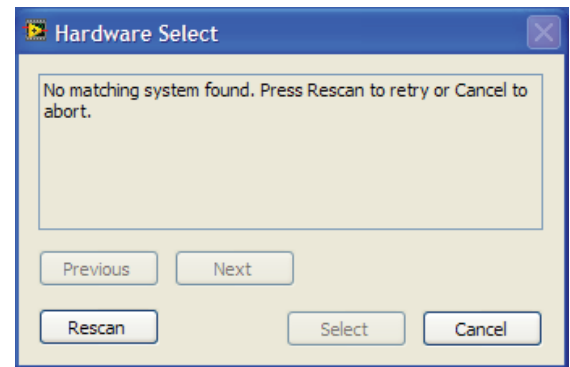 Hardware Select
No matching system found. Press Rescan to retry or Cancel to
abort.
Previous Next
Rescan Select Cancel